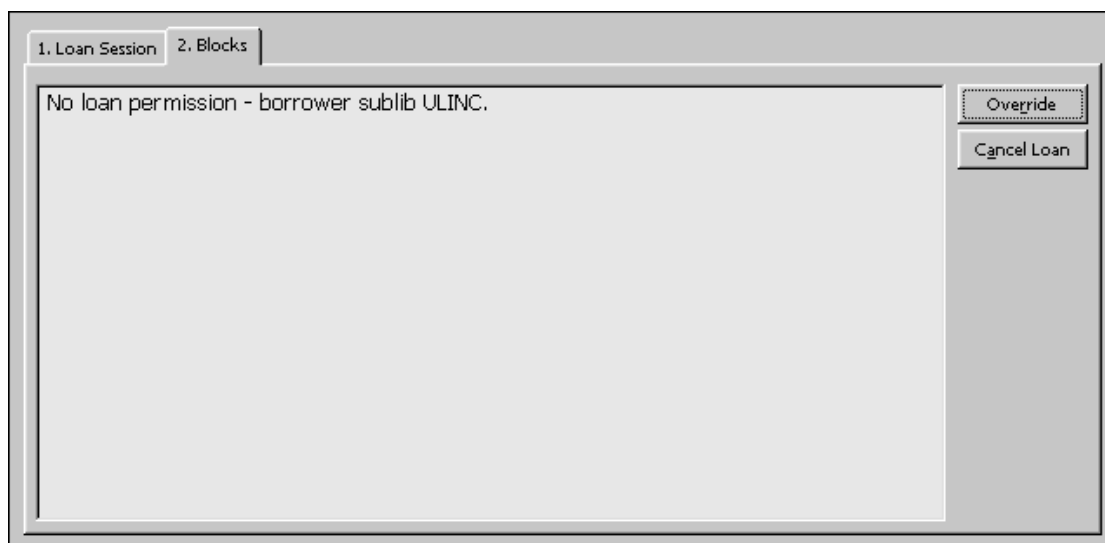 1. Loan Session
2. Blocks
No loan permission - borrower sublib ULINC.
Override
Cancel Loan